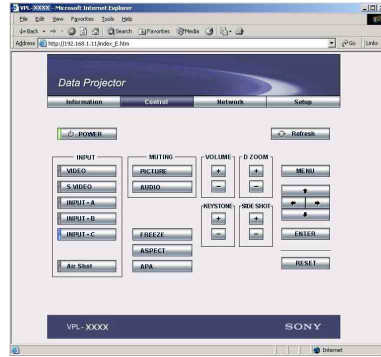 VPL-XXXX - Microsoft Internet Explorer
File Edit View Favorites Tools Help
Back Search Favorites Media
Address http://192.168.1.11/index_E.htm Go Links
Data Projector
Information Control Network Setup
POWER Refresh
INPUT MUTING VOLUME D ZOOM
VIDEO PICTURE + + MENU
S VIDEO AUDIO - -
INPUT - A KEYSTONE SIDE SHOT
INPUT - B + +
INPUT - C FREEZE - - ENTER
ASPECT
Air Shot APA RESET
VPL- XXXX SONY
Internet